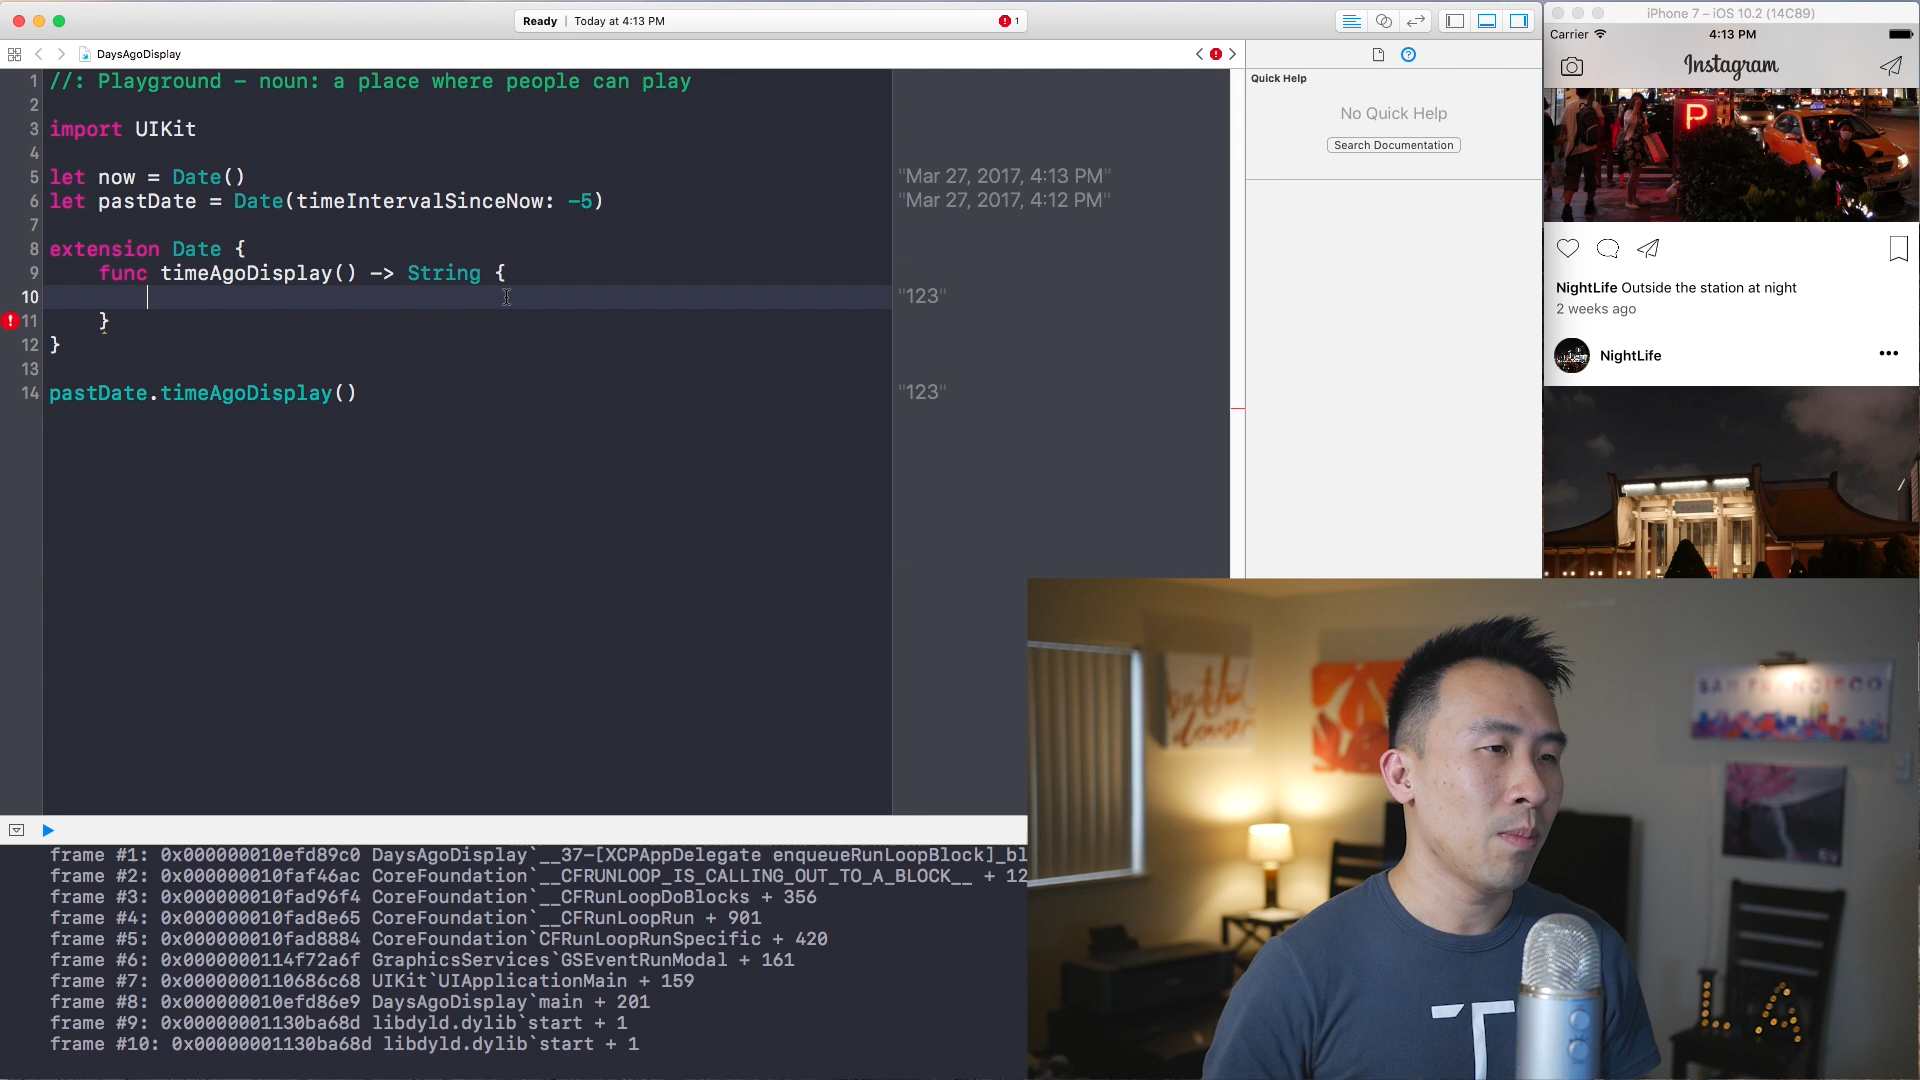 Ready | Today at 4:13 PM
1
DaysAgoDisplay
1 //: Playground – noun: a place where people can play
2
3 import UIKit
4
5 let now = Date()
6 let pastDate = Date(timeIntervalSinceNow: -5)
7
8 extension Date {
9 func timeAgoDisplay() -> String {
10
11 }
12 }
13
14 pastDate.timeAgoDisplay()
"Mar 27, 2017, 4:13 PM"
"Mar 27, 2017, 4:12 PM"
"123"
"123"
Quick Help
No Quick Help
Search Documentation
iPhone 7 – iOS 10.2 (14C89)
Carrier
4:13 PM
Instagram
P
NightLife Outside the station at night
2 weeks ago
NightLife
frame #1: 0x000000010efd89c0 DaysAgoDisplay`__37-[XCPAppDelegate enqueueRunLoopBlock]_bl
frame #2: 0x000000010faf46ac CoreFoundation`__CFRUNLOOP_IS_CALLING_OUT_TO_A_BLOCK__ + 12
frame #3: 0x000000010fad96f4 CoreFoundation`__CFRunLoopDoBlocks + 356
frame #4: 0x000000010fad8e65 CoreFoundation`__CFRunLoopRun + 901
frame #5: 0x000000010fad8884 CoreFoundation`CFRunLoopRunSpecific + 420
frame #6: 0x0000000114f72a6f GraphicsServices`GSEventRunModal + 161
frame #7: 0x0000000110686c68 UIKit`UIApplicationMain + 159
frame #8: 0x000000010efd86e9 DaysAgoDisplay`main + 201
frame #9: 0x00000001130ba68d libdyld.dylib`start + 1
frame #10: 0x00000001130ba68d libdyld.dylib`start + 1
SAN FRANCISCO
LA